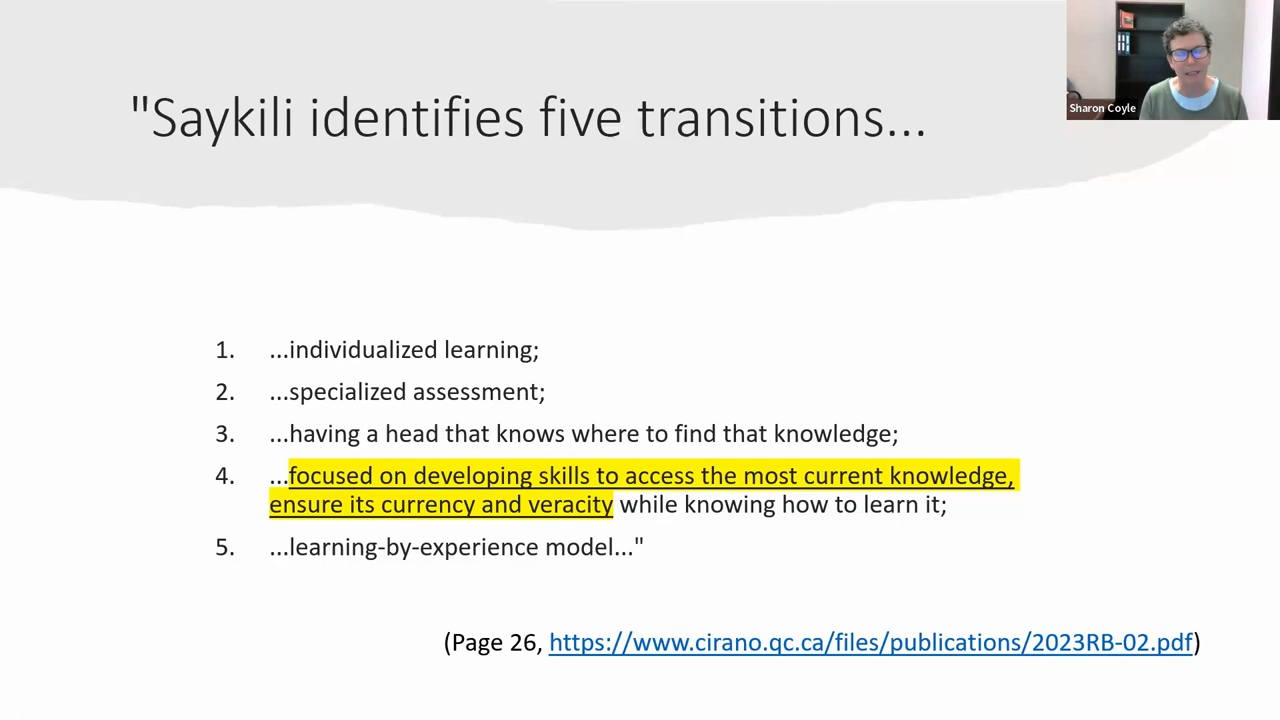 "Saykili identifies five transitions...
Sharon Coyle
1. ...individualized learning;
2. ...specialized assessment;
3. ...having a head that knows where to find that knowledge;
4. ...focused on developing skills to access the most current knowledge,
ensure its currency and veracity while knowing how to learn it;
5. ...learning-by-experience model..."
(Page 26, https://www.cirano.qc.ca/files/publications/2023RB-02.pdf)